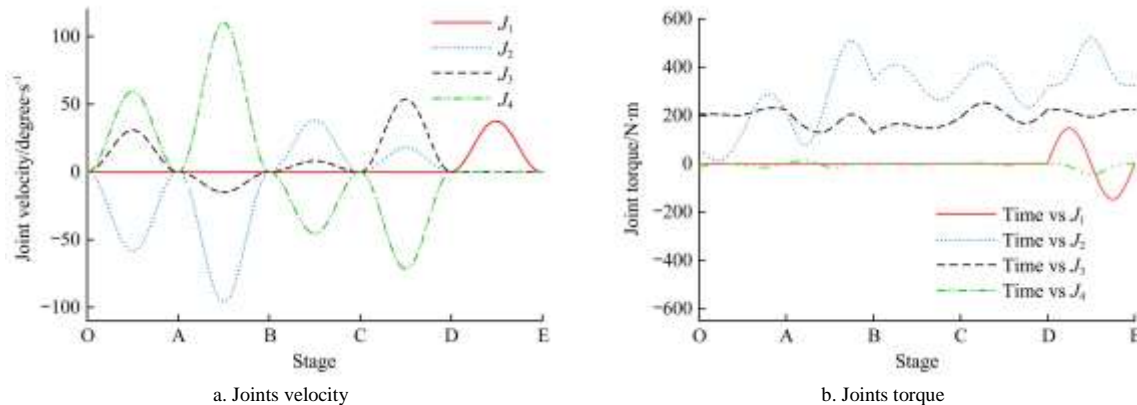 100
50
0
−50
−100
Joint velocity/degree·s⁻¹
J₁
J₂
J₃
J₄
O A B C D E
Stage
a. Joints velocity
600
400
200
0
−200
−400
−600
Joint torque/N·m
Time vs J₁
Time vs J₂
Time vs J₃
Time vs J₄
O A B C D E
Stage
b. Joints torque